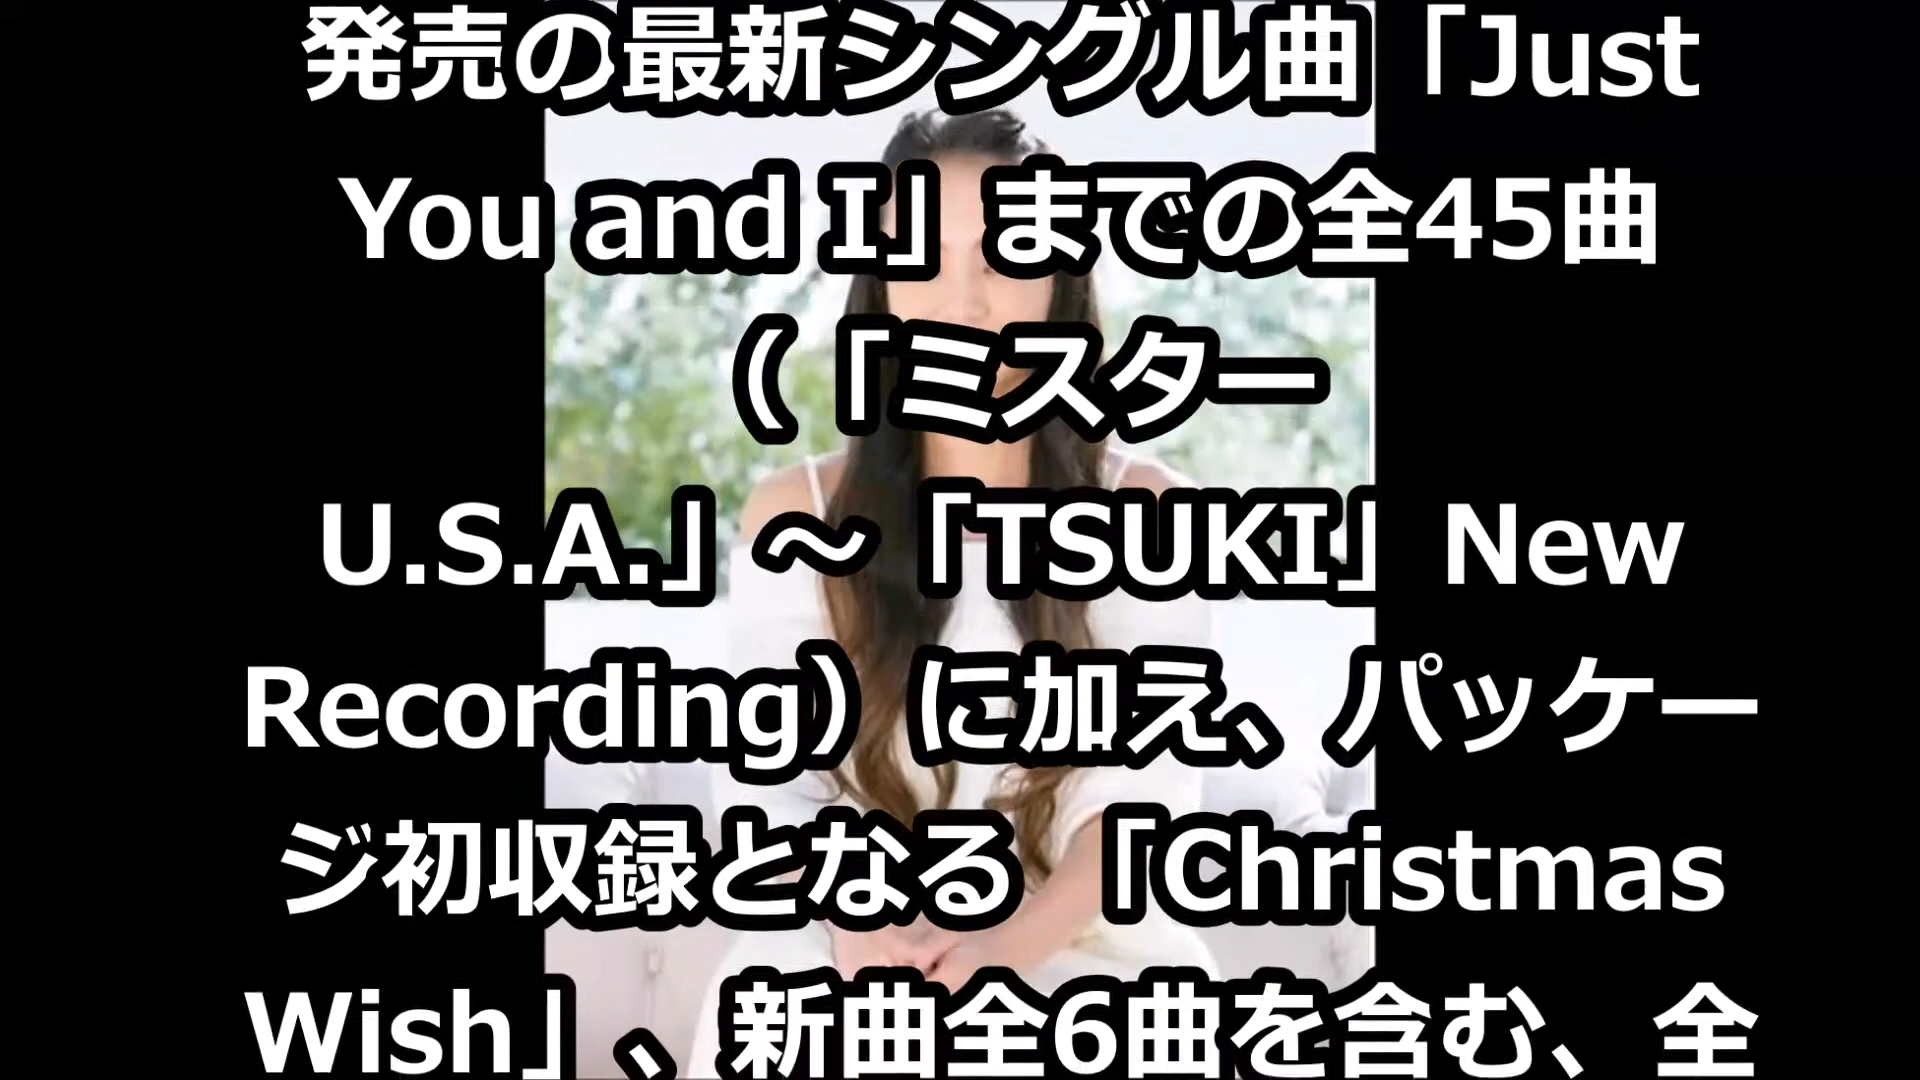 発売の最新シングル曲「Just
You and I」までの全45曲
（「ミスター
U.S.A.」～「TSUKI」New
Recording）に加え、パッケー
ジ初収録となる 「Christmas
Wish」、新曲全6曲を含む、全